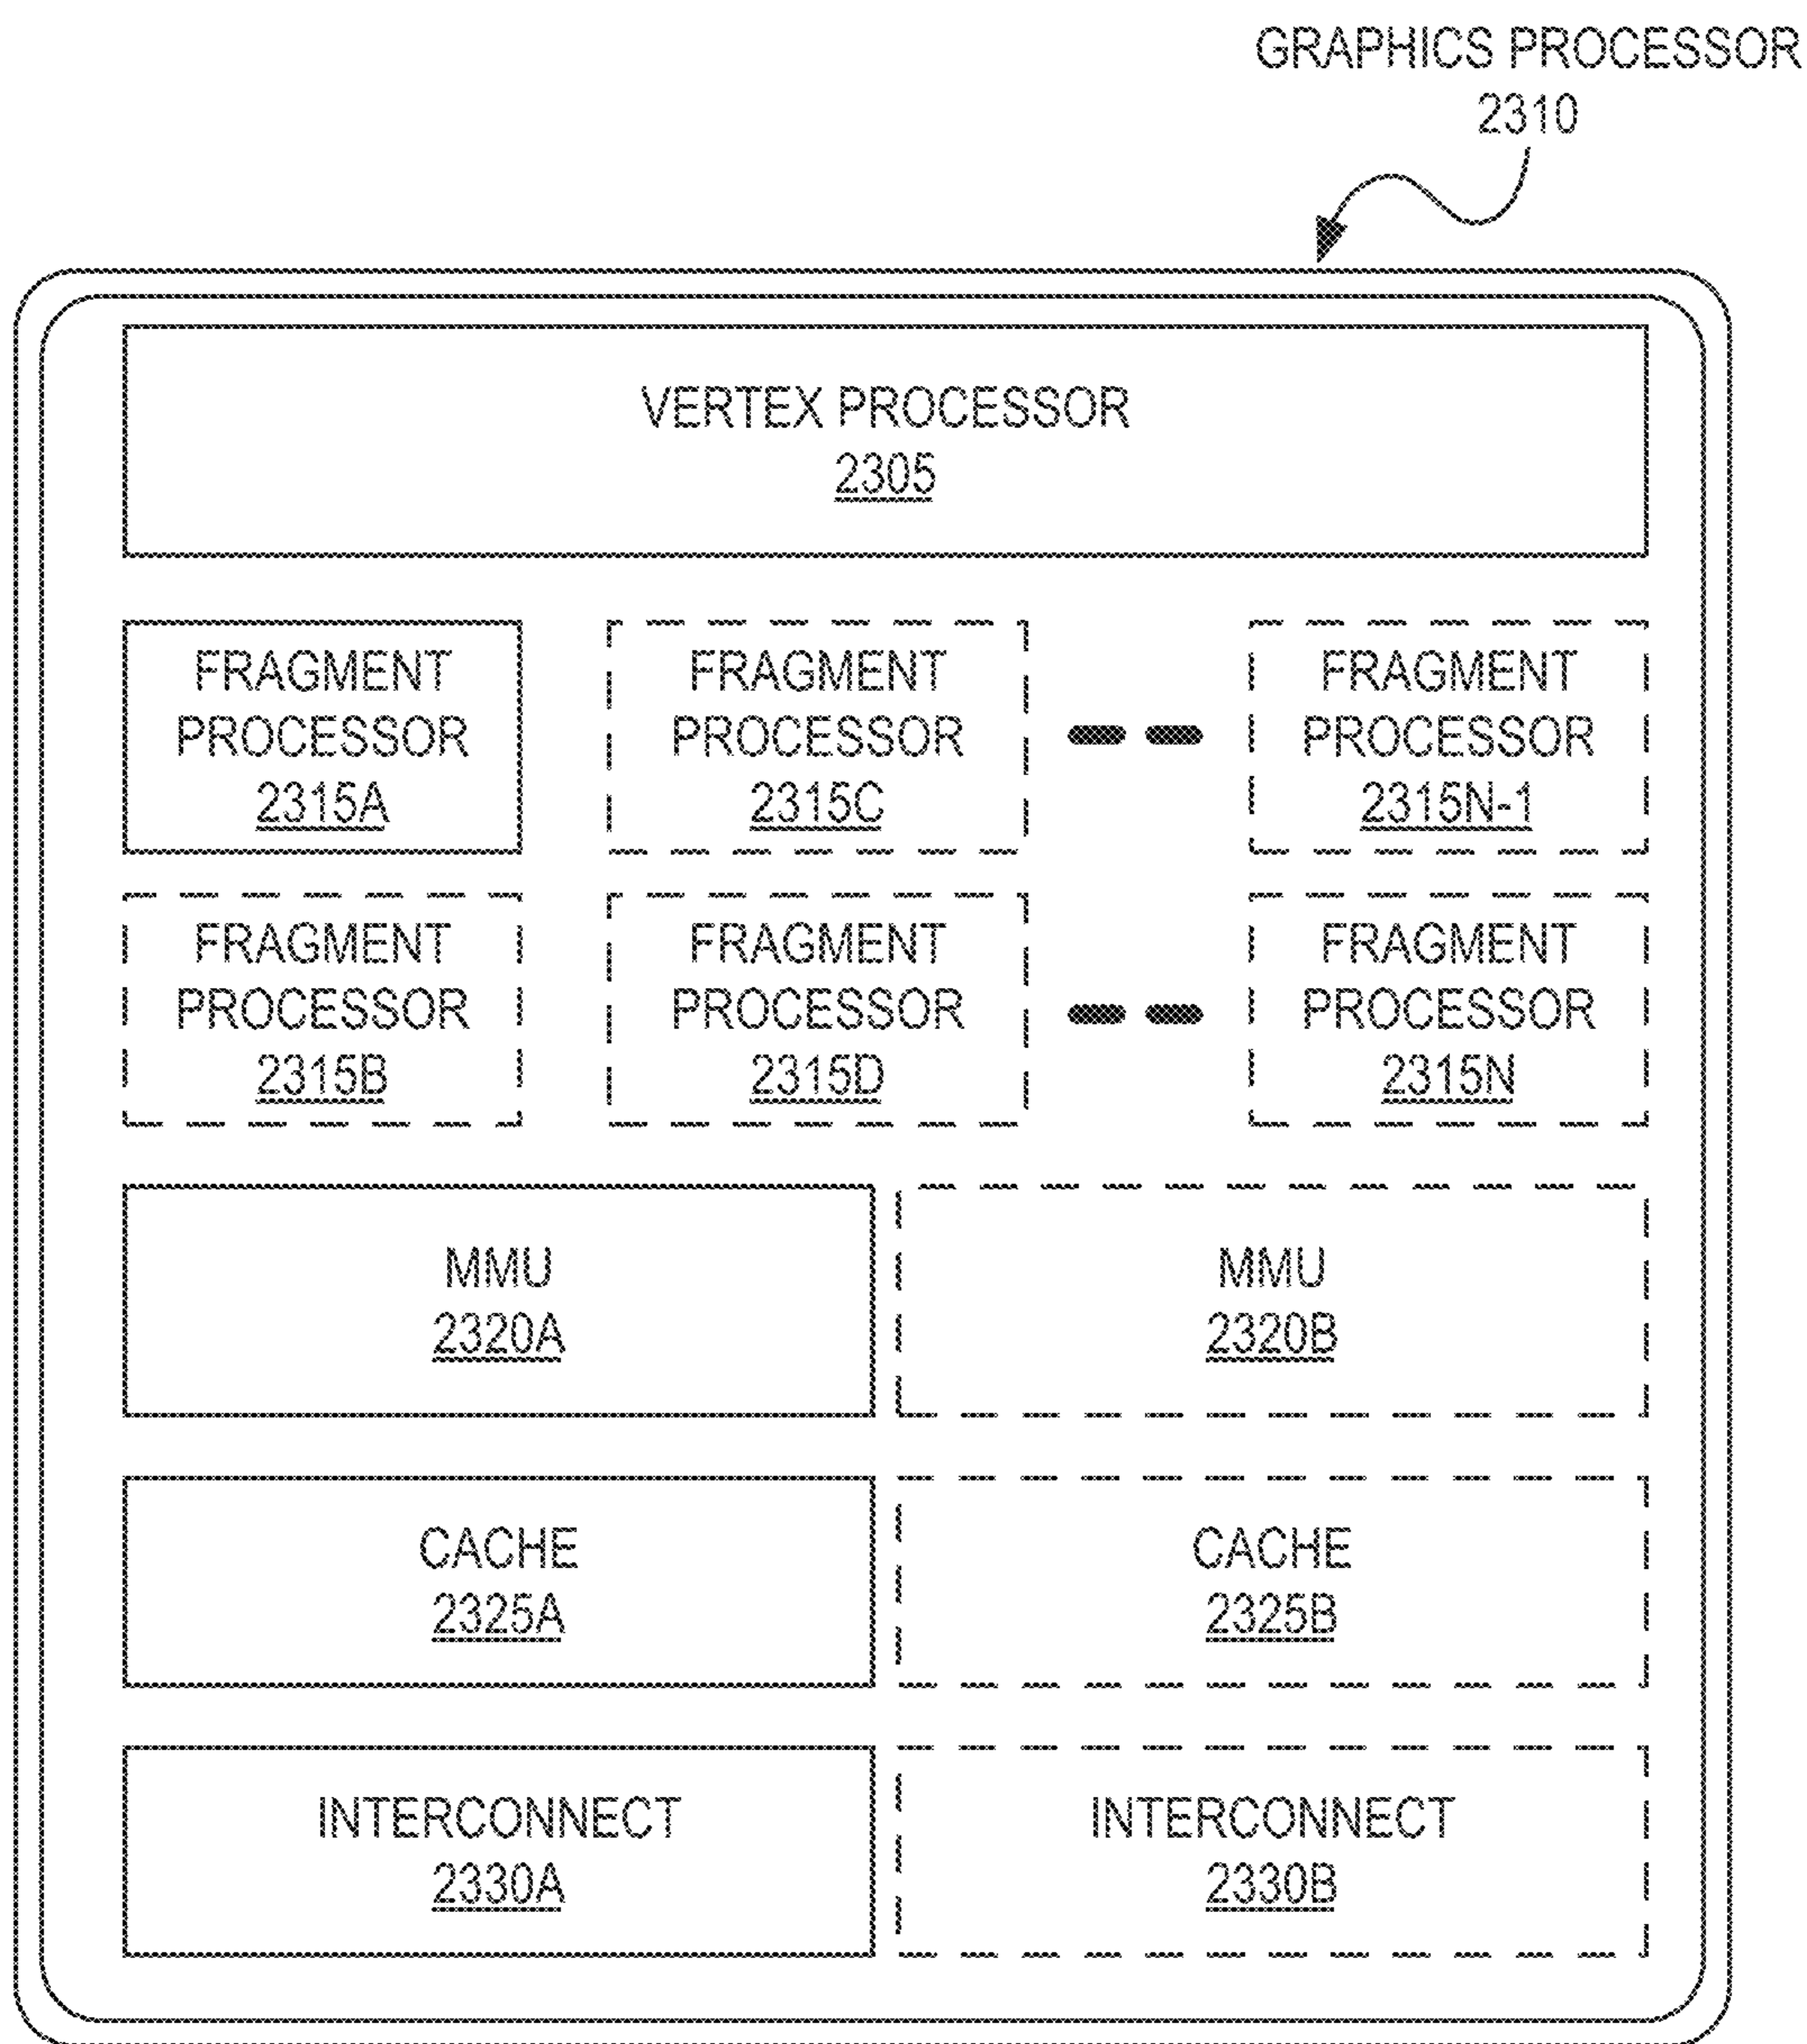 GRAPHICS PROCESSOR
2310
VERTEX PROCESSOR
2305
FRAGMENT
PROCESSOR
2315A
FRAGMENT
PROCESSOR
2315C
FRAGMENT
PROCESSOR
2315N-1
FRAGMENT
PROCESSOR
2315B
FRAGMENT
PROCESSOR
2315D
FRAGMENT
PROCESSOR
2315N
MMU
2320A
MMU
2320B
CACHE
2325A
CACHE
2325B
INTERCONNECT
2330A
INTERCONNECT
2330B